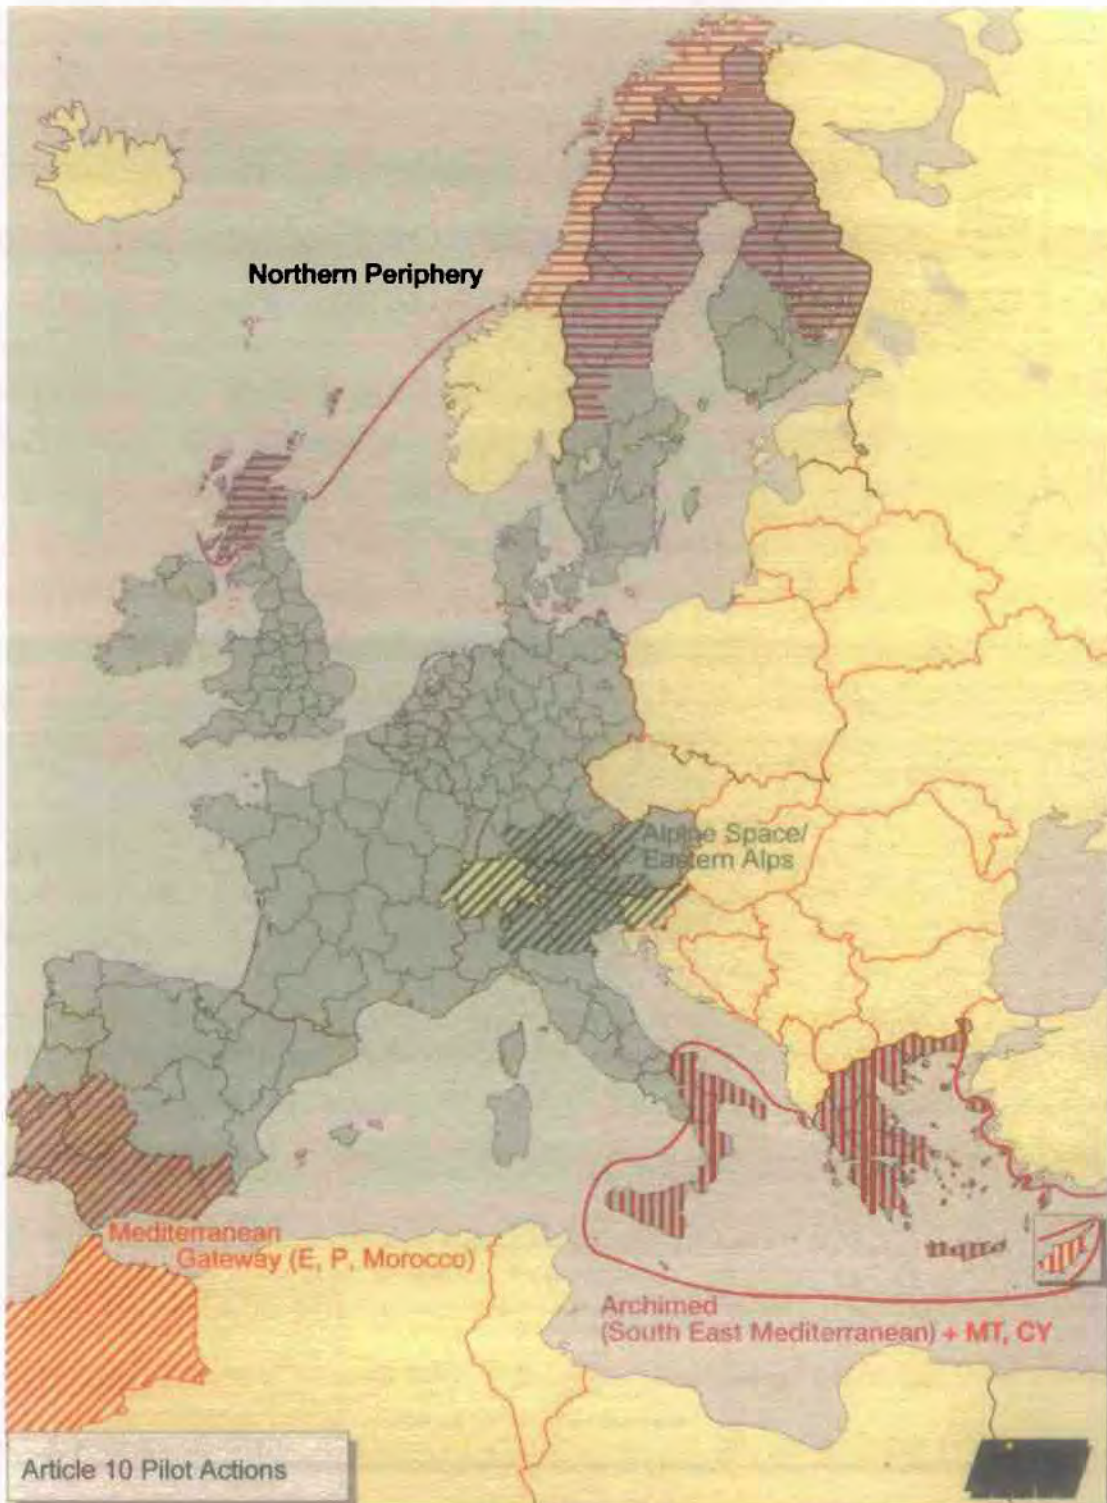 Northern Periphery
Alpine Space/
Eastern Alps
Mediterranean
Gateway (E, P, Morocco)
Archimed
(South East Mediterranean) + MT, CY
Article 10 Pilot Actions